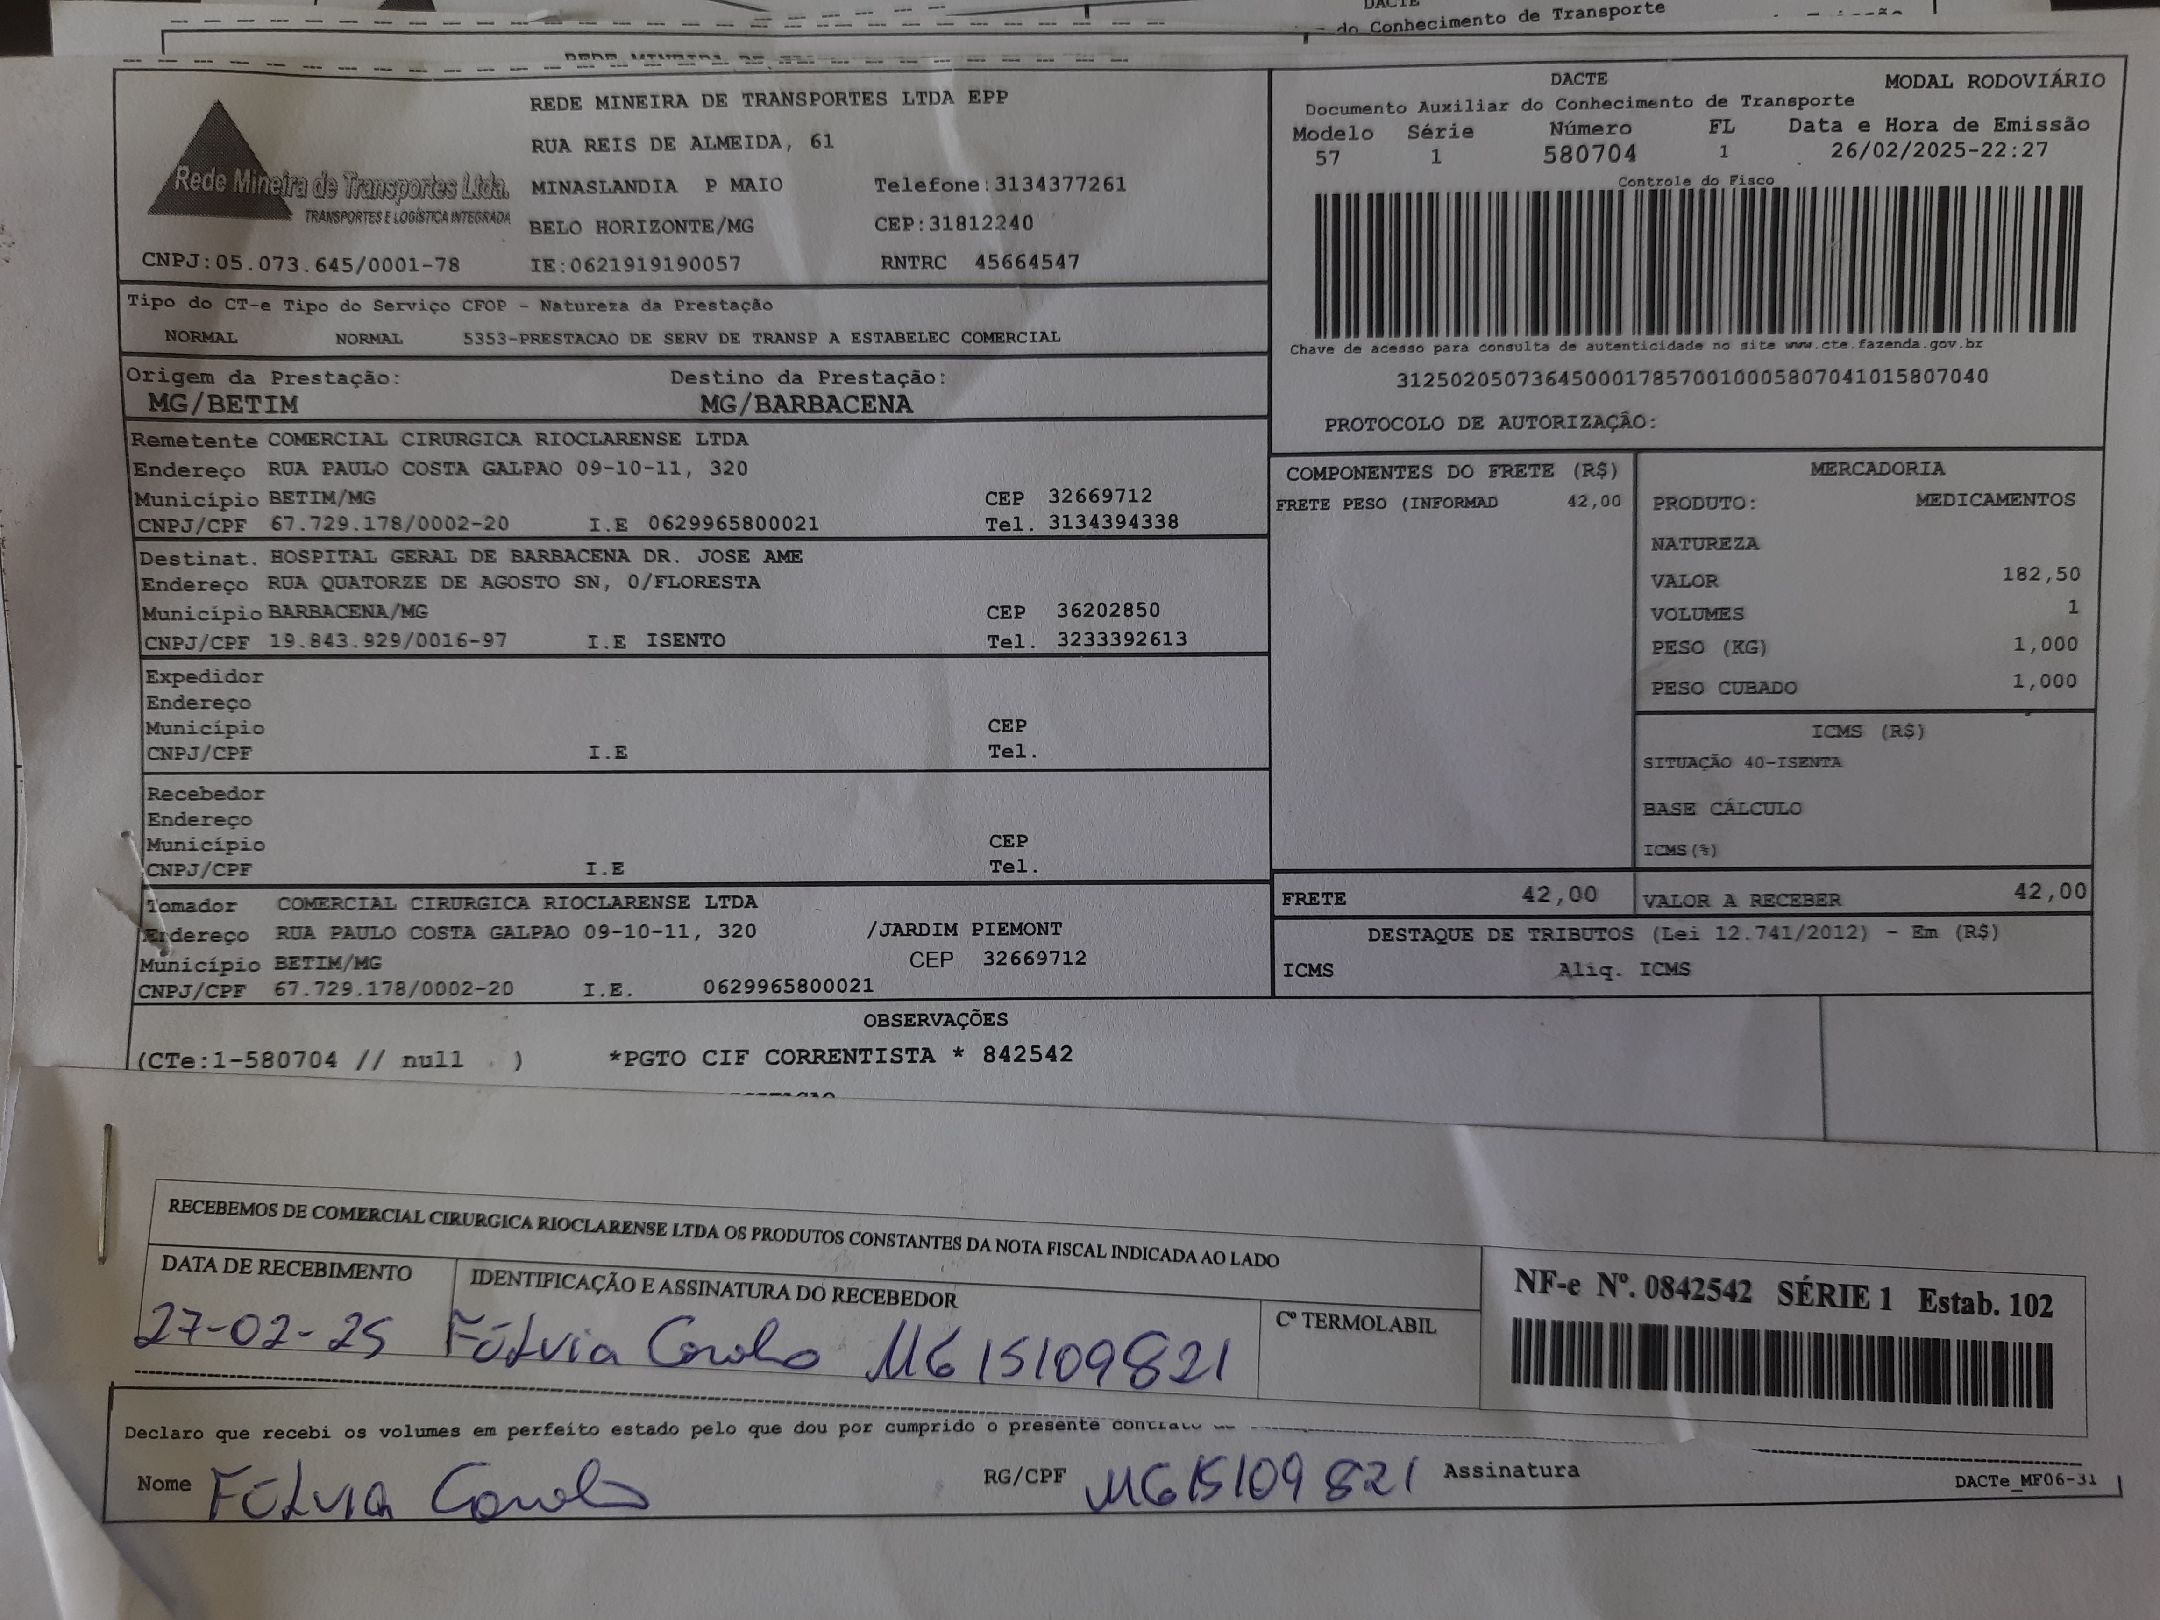 DACTE
do Conhecimento de Transporte
REDE MINEIRA DE
Rede Mineira de Transportes Ltda.
TRANSPORTES E LOGÍSTICA INTEGRADA
REDE MINEIRA DE TRANSPORTES LTDA EPP
RUA REIS DE ALMEIDA, 61
MINASLANDIA P MAIO Telefone:3134377261
BELO HORIZONTE/MG CEP:31812240
CNPJ:05.073.645/0001-78 IE:0621919190057 RNTRC 45664547
DACTE MODAL RODOVIÁRIO
Documento Auxiliar do Conhecimento de Transporte
Modelo Série Número FL Data e Hora de Emissão
57 1 580704 1 26/02/2025-22:27
Controle do Fisco
Chave de acesso para consulta de autenticidade no site www.cte.fazenda.gov.br
31250205073645000178570010005807041015807040
PROTOCOLO DE AUTORIZAÇÃO:
Tipo do CT-e Tipo do Serviço CFOP - Natureza da Prestação
NORMAL NORMAL 5353-PRESTACAO DE SERV DE TRANSP A ESTABELEC COMERCIAL
Origem da Prestação: Destino da Prestação:
MG/BETIM MG/BARBACENA
Remetente COMERCIAL CIRURGICA RIOCLARENSE LTDA
Endereço RUA PAULO COSTA GALPAO 09-10-11, 320
Município BETIM/MG CEP 32669712
CNPJ/CPF 67.729.178/0002-20 I.E 0629965800021 Tel. 3134394338
Destinat. HOSPITAL GERAL DE BARBACENA DR. JOSE AME
Endereço RUA QUATORZE DE AGOSTO SN, 0/FLORESTA
Município BARBACENA/MG CEP 36202850
CNPJ/CPF 19.843.929/0016-97 I.E ISENTO Tel. 3233392613
Expedidor
Endereço
Município CEP
CNPJ/CPF I.E Tel.
Recebedor
Endereço
Município CEP
CNPJ/CPF I.E Tel.
Tomador COMERCIAL CIRURGICA RIOCLARENSE LTDA
Endereço RUA PAULO COSTA GALPAO 09-10-11, 320 /JARDIM PIEMONT
Município BETIM/MG CEP 32669712
CNPJ/CPF 67.729.178/0002-20 I.E. 0629965800021
COMPONENTES DO FRETE (R$)
FRETE PESO (INFORMAD 42,00
MERCADORIA
PRODUTO: MEDICAMENTOS
NATUREZA
VALOR 182,50
VOLUMES 1
PESO (KG) 1,000
PESO CUBADO 1,000
ICMS (R$)
SITUAÇÃO 40-ISENTA
BASE CÁLCULO
ICMS(%)
FRETE 42,00 VALOR A RECEBER 42,00
DESTAQUE DE TRIBUTOS (Lei 12.741/2012) - Em (R$)
ICMS Aliq. ICMS
OBSERVAÇÕES
(CTe:1-580704 // null ) *PGTO CIF CORRENTISTA * 842542
RECEBEMOS DE COMERCIAL CIRURGICA RIOCLARENSE LTDA OS PRODUTOS CONSTANTES DA NOTA FISCAL INDICADA AO LADO
DATA DE RECEBIMENTO IDENTIFICAÇÃO E ASSINATURA DO RECEBEDOR
Cº TERMOLABIL
27-02-25 Fúlvia MG15109821
NF-e Nº. 0842542 SÉRIE 1 Estab. 102
Declaro que recebi os volumes em perfeito estado pelo que dou por cumprido o presente contrato
Nome Fúlvia RG/CPF MG15109821 Assinatura
DACTe_MF06-31